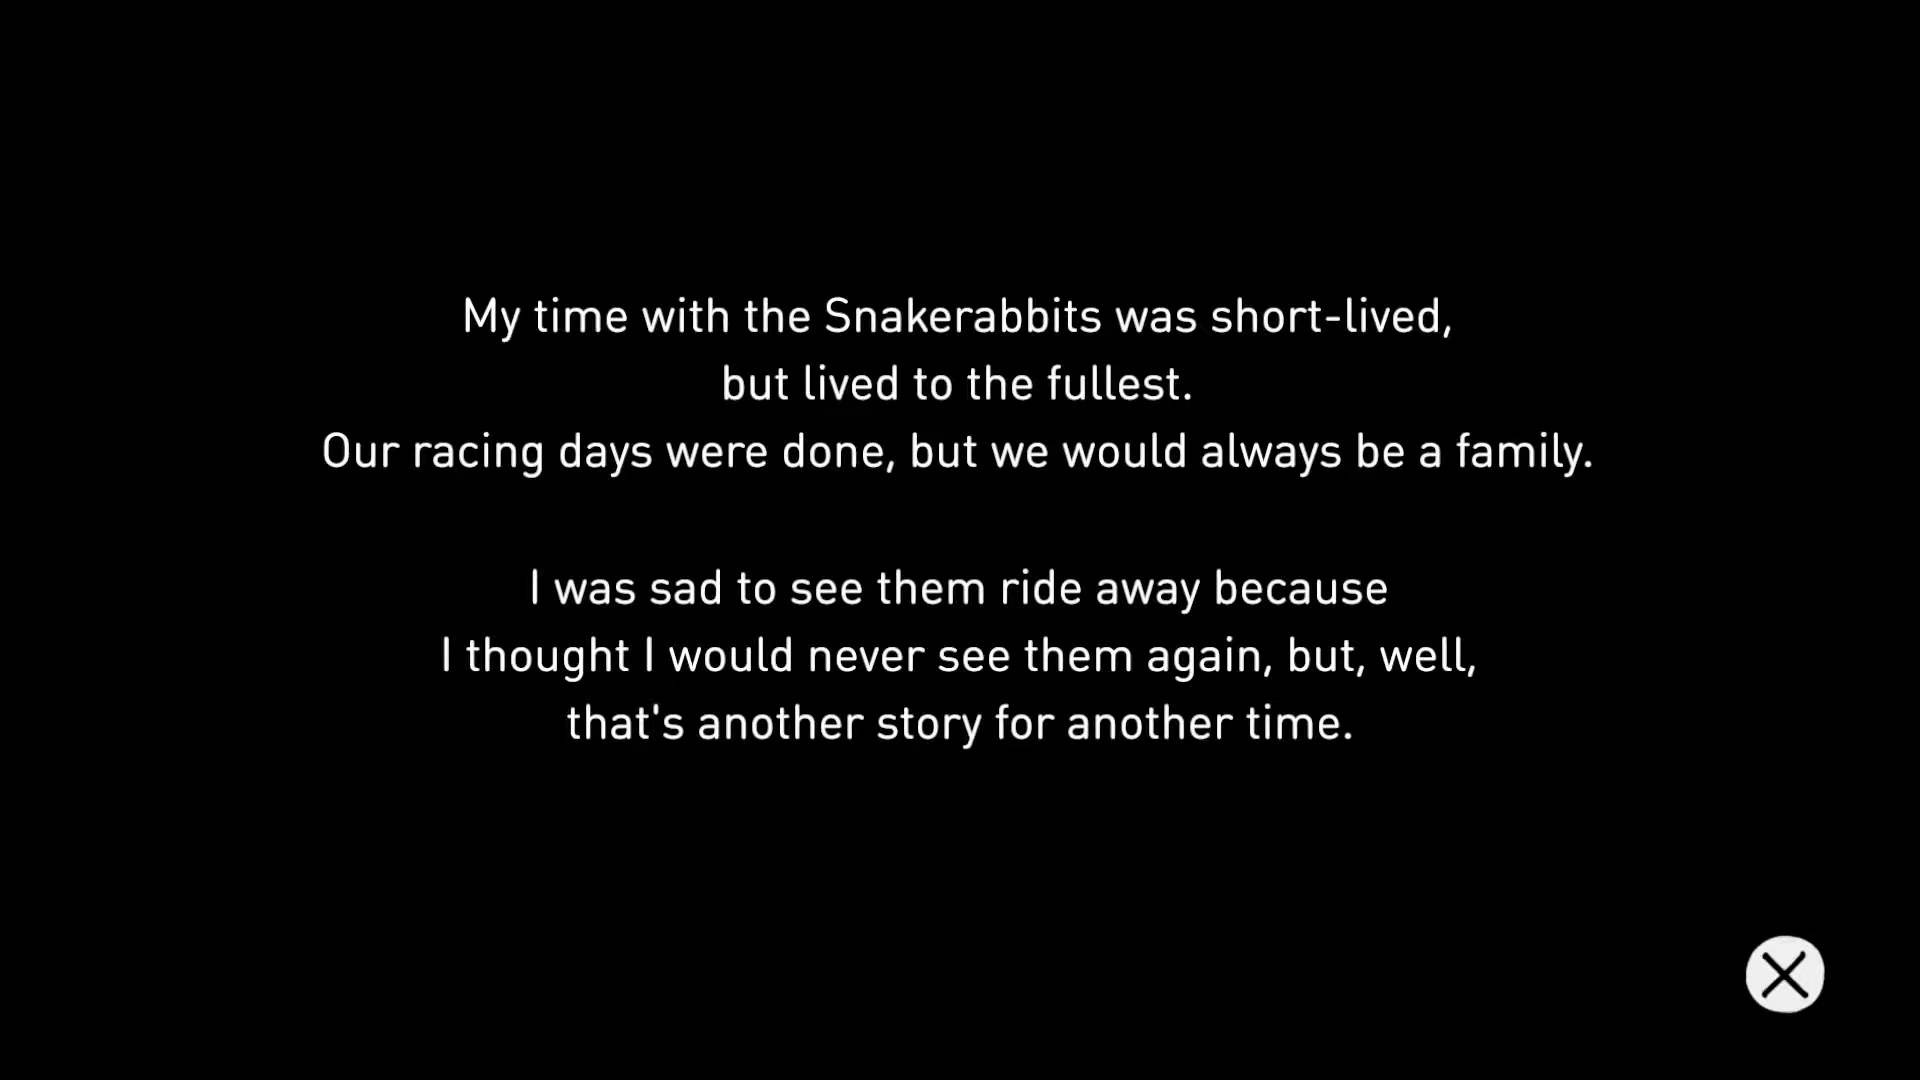 My time with the Snakerabbits was short-lived,
but lived to the fullest.
Our racing days were done, but we would always be a family.
I was sad to see them ride away because
I thought I would never see them again, but, well,
that's another story for another time.